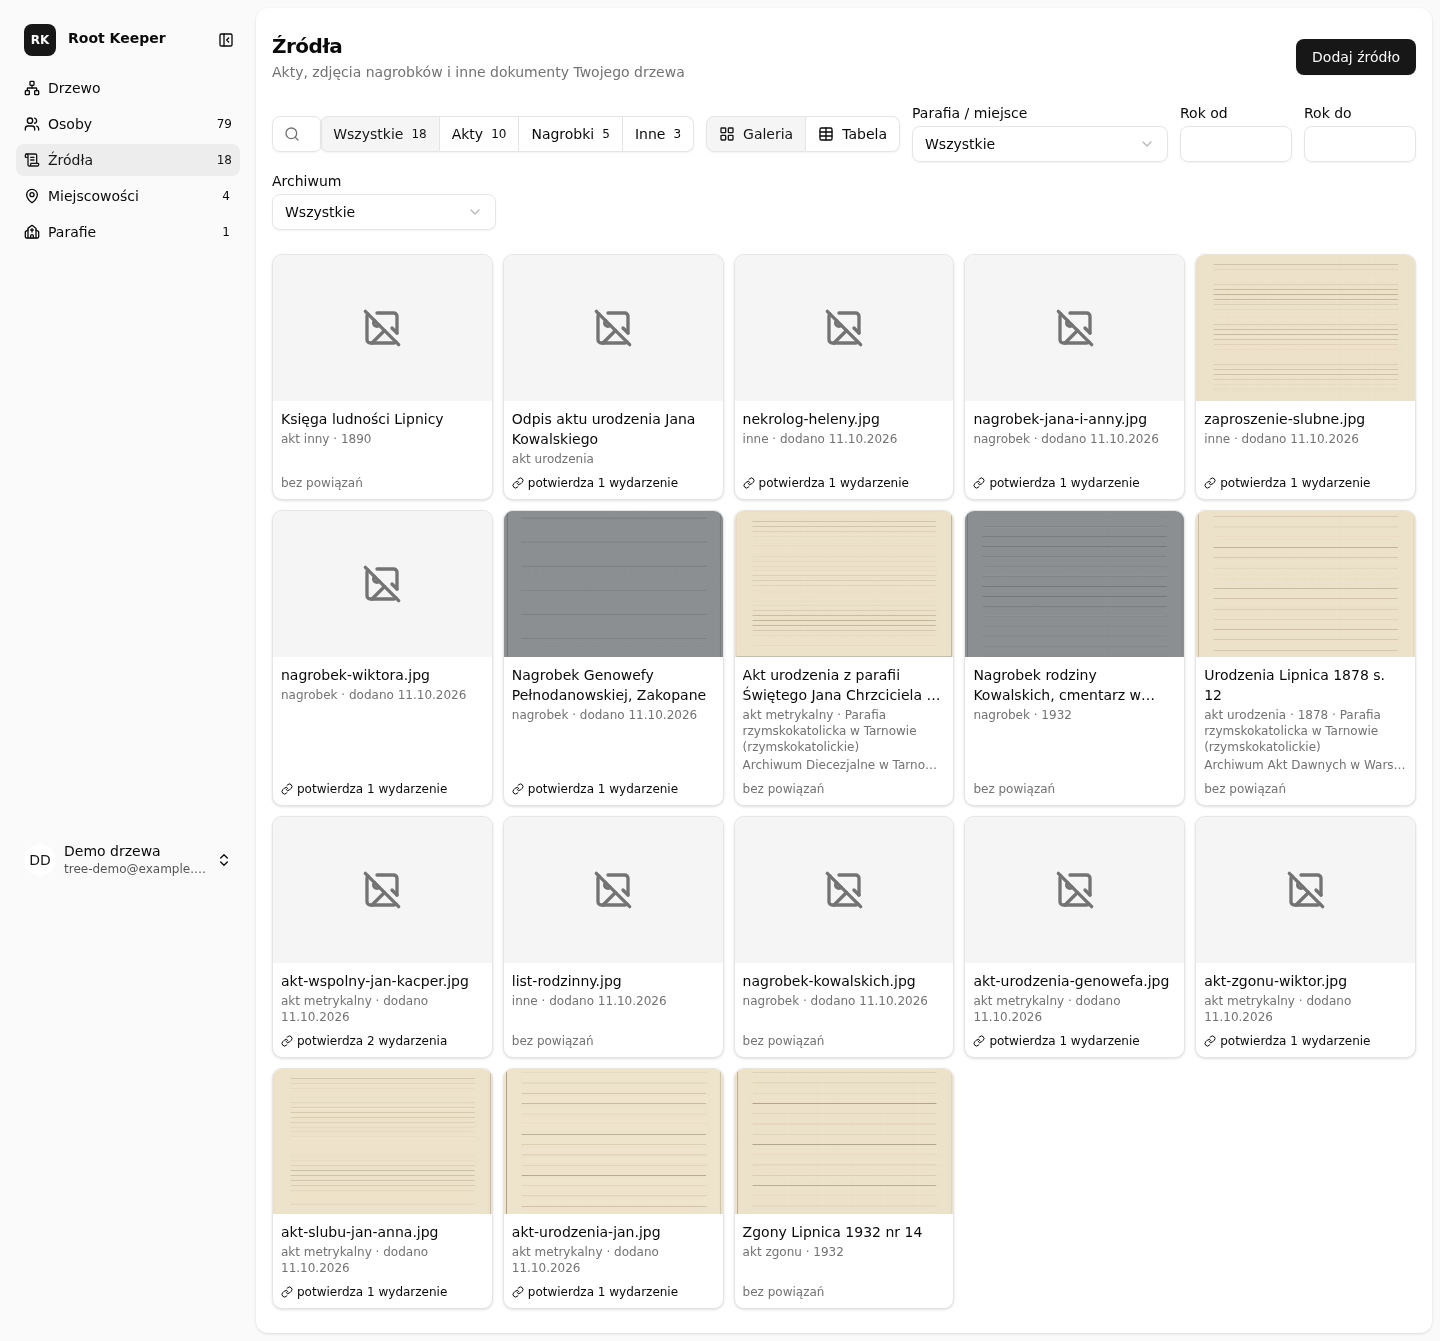 RK
Root Keeper
Drzewo
Osoby 79
Źródła 18
Miejscowości 4
Parafie 1
Demo drzewa
DD
tree-demo@example....
Źródła
Akty, zdjęcia nagrobków i inne dokumenty Twojego drzewa
Dodaj źródło
Wszystkie 18 Akty 10 Nagrobki 5 Inne 3
Galeria Tabela
Parafia / miejsce
Wszystkie
Rok od
Rok do
Archiwum
Wszystkie
Księga ludności Lipnicy
akt inny · 1890
bez powiązań
Odpis aktu urodzenia Jana
Kowalskiego
akt urodzenia
potwierdza 1 wydarzenie
nekrolog-heleny.jpg
inne · dodano 11.10.2026
potwierdza 1 wydarzenie
nagrobek-jana-i-anny.jpg
nagrobek · dodano 11.10.2026
potwierdza 1 wydarzenie
zaproszenie-slubne.jpg
inne · dodano 11.10.2026
potwierdza 1 wydarzenie
nagrobek-wiktora.jpg
nagrobek · dodano 11.10.2026
potwierdza 1 wydarzenie
Nagrobek Genowefy
Pełnodanowskiej, Zakopane
nagrobek · dodano 11.10.2026
potwierdza 1 wydarzenie
Akt urodzenia z parafii
Świętego Jana Chrzciciela ...
akt metrykalny · Parafia
rzymskokatolicka w Tarnowie
(rzymskokatolickie)
Archiwum Diecezjalne w Tarno...
bez powiązań
Nagrobek rodziny
Kowalskich, cmentarz w...
nagrobek · 1932
bez powiązań
Urodzenia Lipnica 1878 s.
12
akt urodzenia · 1878 · Parafia
rzymskokatolicka w Tarnowie
(rzymskokatolickie)
Archiwum Akt Dawnych w Wars...
bez powiązań
akt-wspolny-jan-kacper.jpg
akt metrykalny · dodano
11.10.2026
potwierdza 2 wydarzenia
list-rodzinny.jpg
inne · dodano 11.10.2026
bez powiązań
nagrobek-kowalskich.jpg
nagrobek · dodano 11.10.2026
bez powiązań
akt-urodzenia-genowefa.jpg
akt metrykalny · dodano
11.10.2026
potwierdza 1 wydarzenie
akt-zgonu-wiktor.jpg
akt metrykalny · dodano
11.10.2026
potwierdza 1 wydarzenie
akt-slubu-jan-anna.jpg
akt metrykalny · dodano
11.10.2026
potwierdza 1 wydarzenie
akt-urodzenia-jan.jpg
akt metrykalny · dodano
11.10.2026
potwierdza 1 wydarzenie
Zgony Lipnica 1932 nr 14
akt zgonu · 1932
bez powiązań